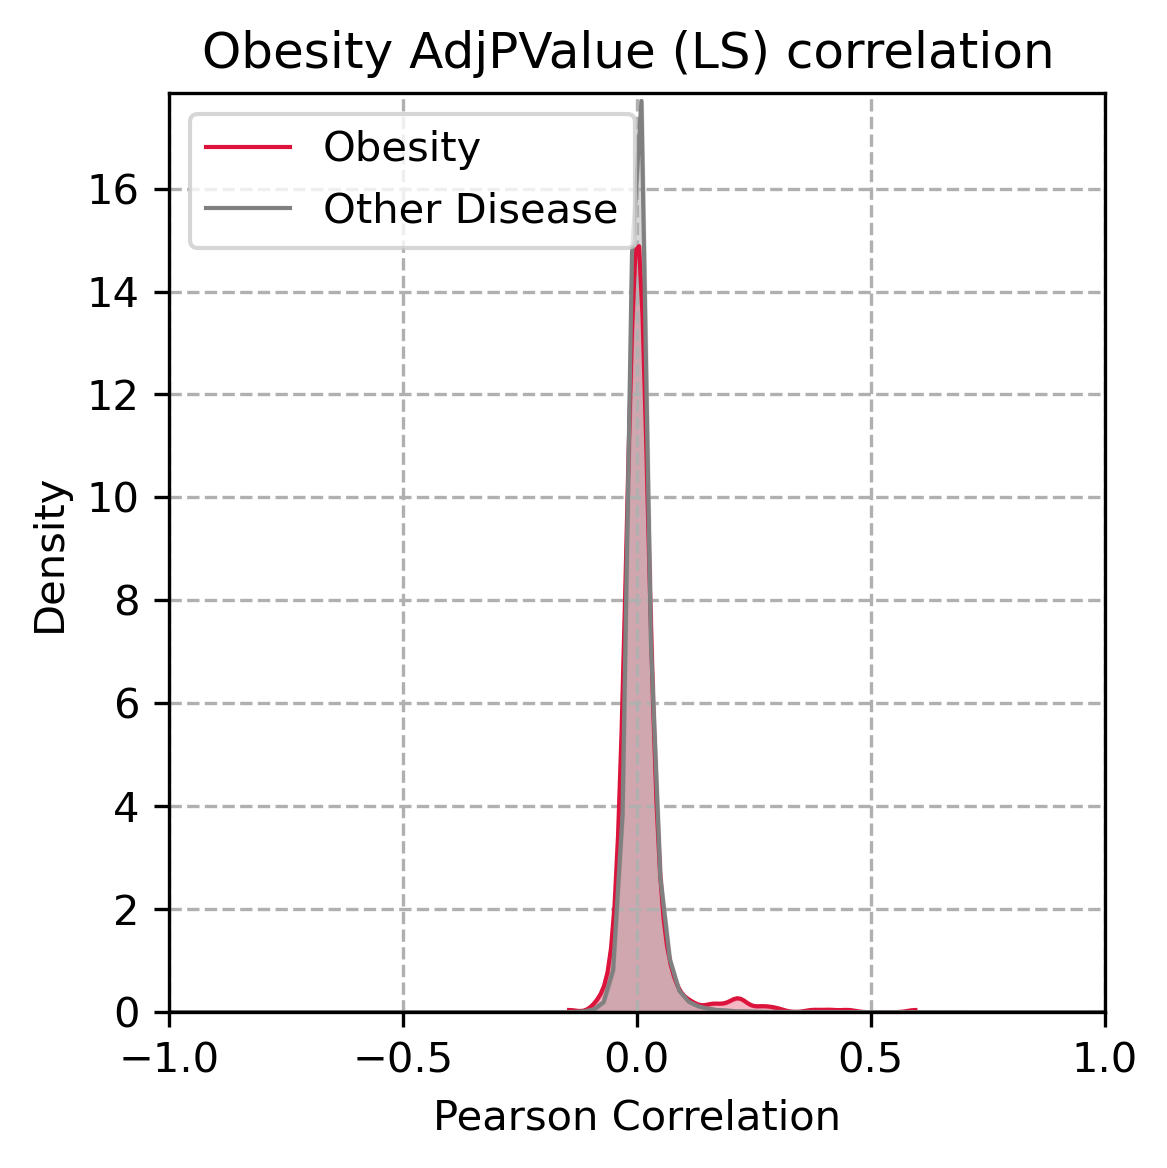 Obesity AdjPValue (LS) correlation
Obesity
Other Disease
16
14
12
10
8
6
4
2
0
Density
−1.0
−0.5
0.0
0.5
1.0
Pearson Correlation